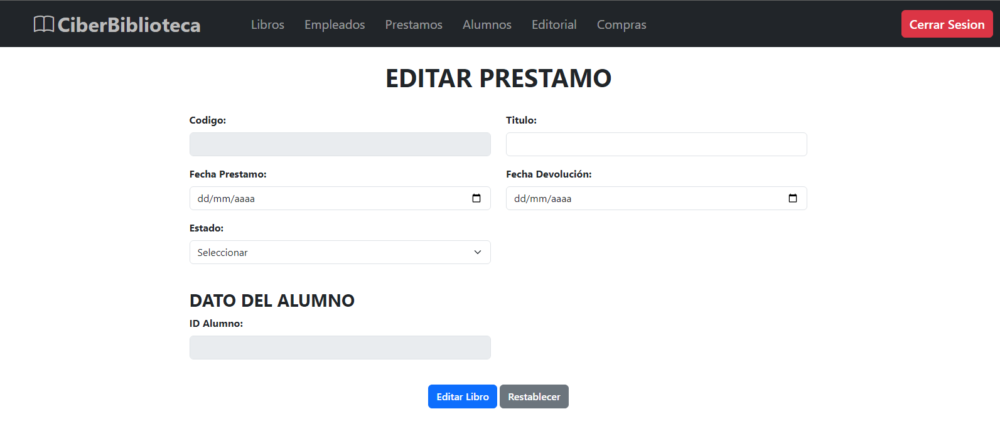 CiberBiblioteca Libros Empleados Prestamos Alumnos Editorial Compras Cerrar Sesion
EDITAR PRESTAMO
Codigo: Titulo:
Fecha Prestamo: Fecha Devolución:
dd/mm/aaaa dd/mm/aaaa
Estado:
Seleccionar
DATO DEL ALUMNO
ID Alumno:
Editar Libro Restablecer